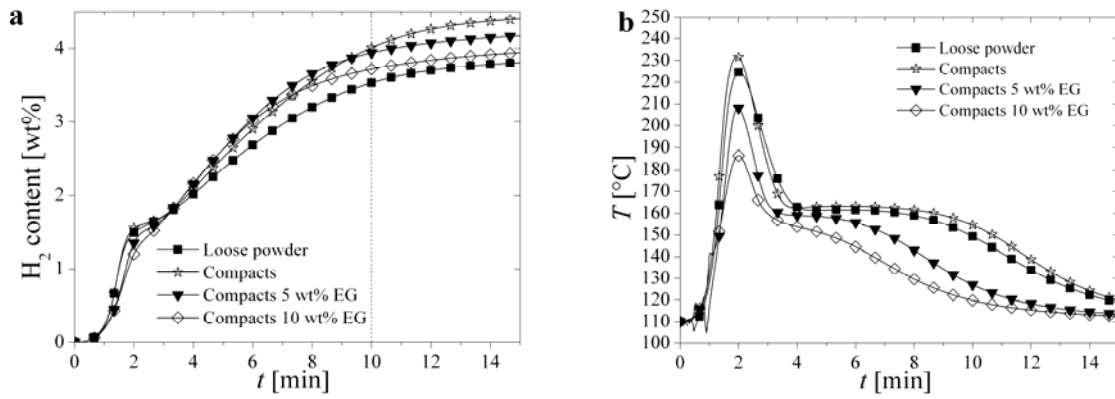 a
H₂ content [wt%]
4
3
2
1
0
Loose powder
Compacts
Compacts 5 wt% EG
Compacts 10 wt% EG
0 2 4 6 8 10 12 14
t [min]
b
T [°C]
250
240
230
220
210
200
190
180
170
160
150
140
130
120
110
100
Loose powder
Compacts
Compacts 5 wt% EG
Compacts 10 wt% EG
0 2 4 6 8 10 12 14
t [min]